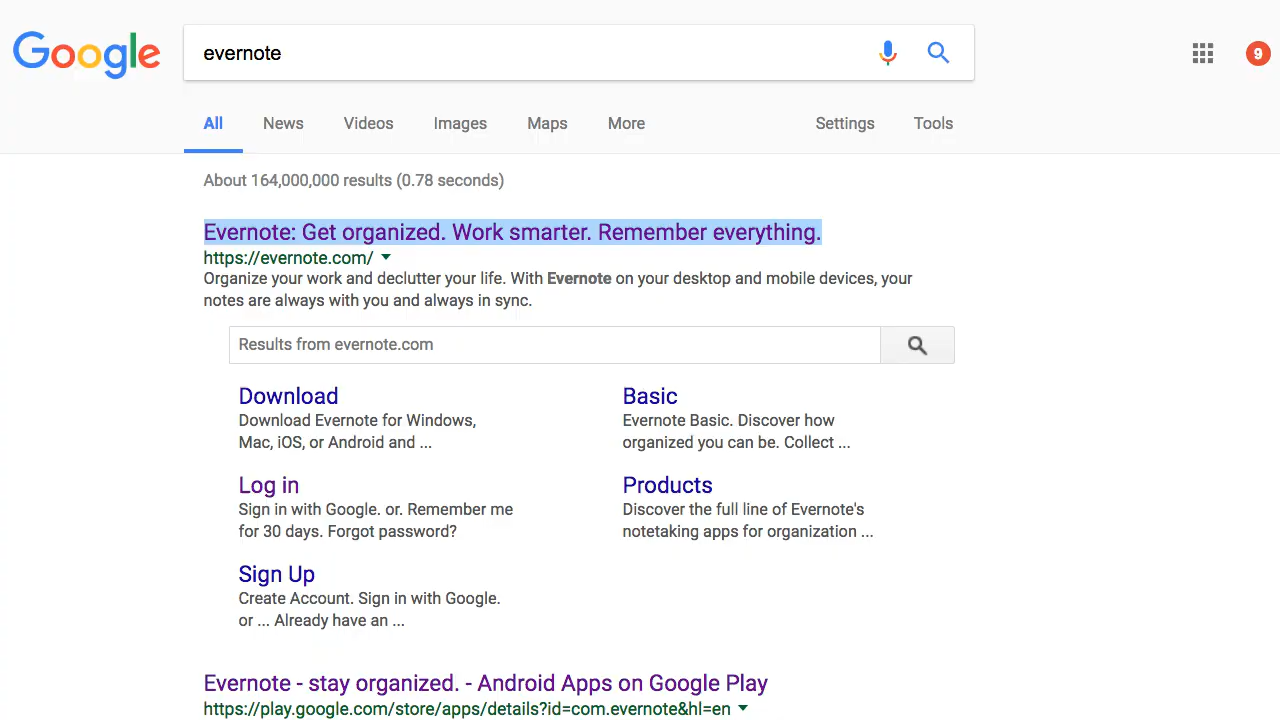 Google
evernote
9
All News Videos Images Maps More Settings Tools
About 164,000,000 results (0.78 seconds)
Evernote: Get organized. Work smarter. Remember everything.
https://evernote.com/
Organize your work and declutter your life. With Evernote on your desktop and mobile devices, your
notes are always with you and always in sync.
Results from evernote.com
Download
Download Evernote for Windows,
Mac, iOS, or Android and ...
Basic
Evernote Basic. Discover how
organized you can be. Collect ...
Log in
Sign in with Google. or. Remember me
for 30 days. Forgot password?
Products
Discover the full line of Evernote's
notetaking apps for organization ...
Sign Up
Create Account. Sign in with Google.
or ... Already have an ...
Evernote - stay organized. - Android Apps on Google Play
https://play.google.com/store/apps/details?id=com.evernote&hl=en